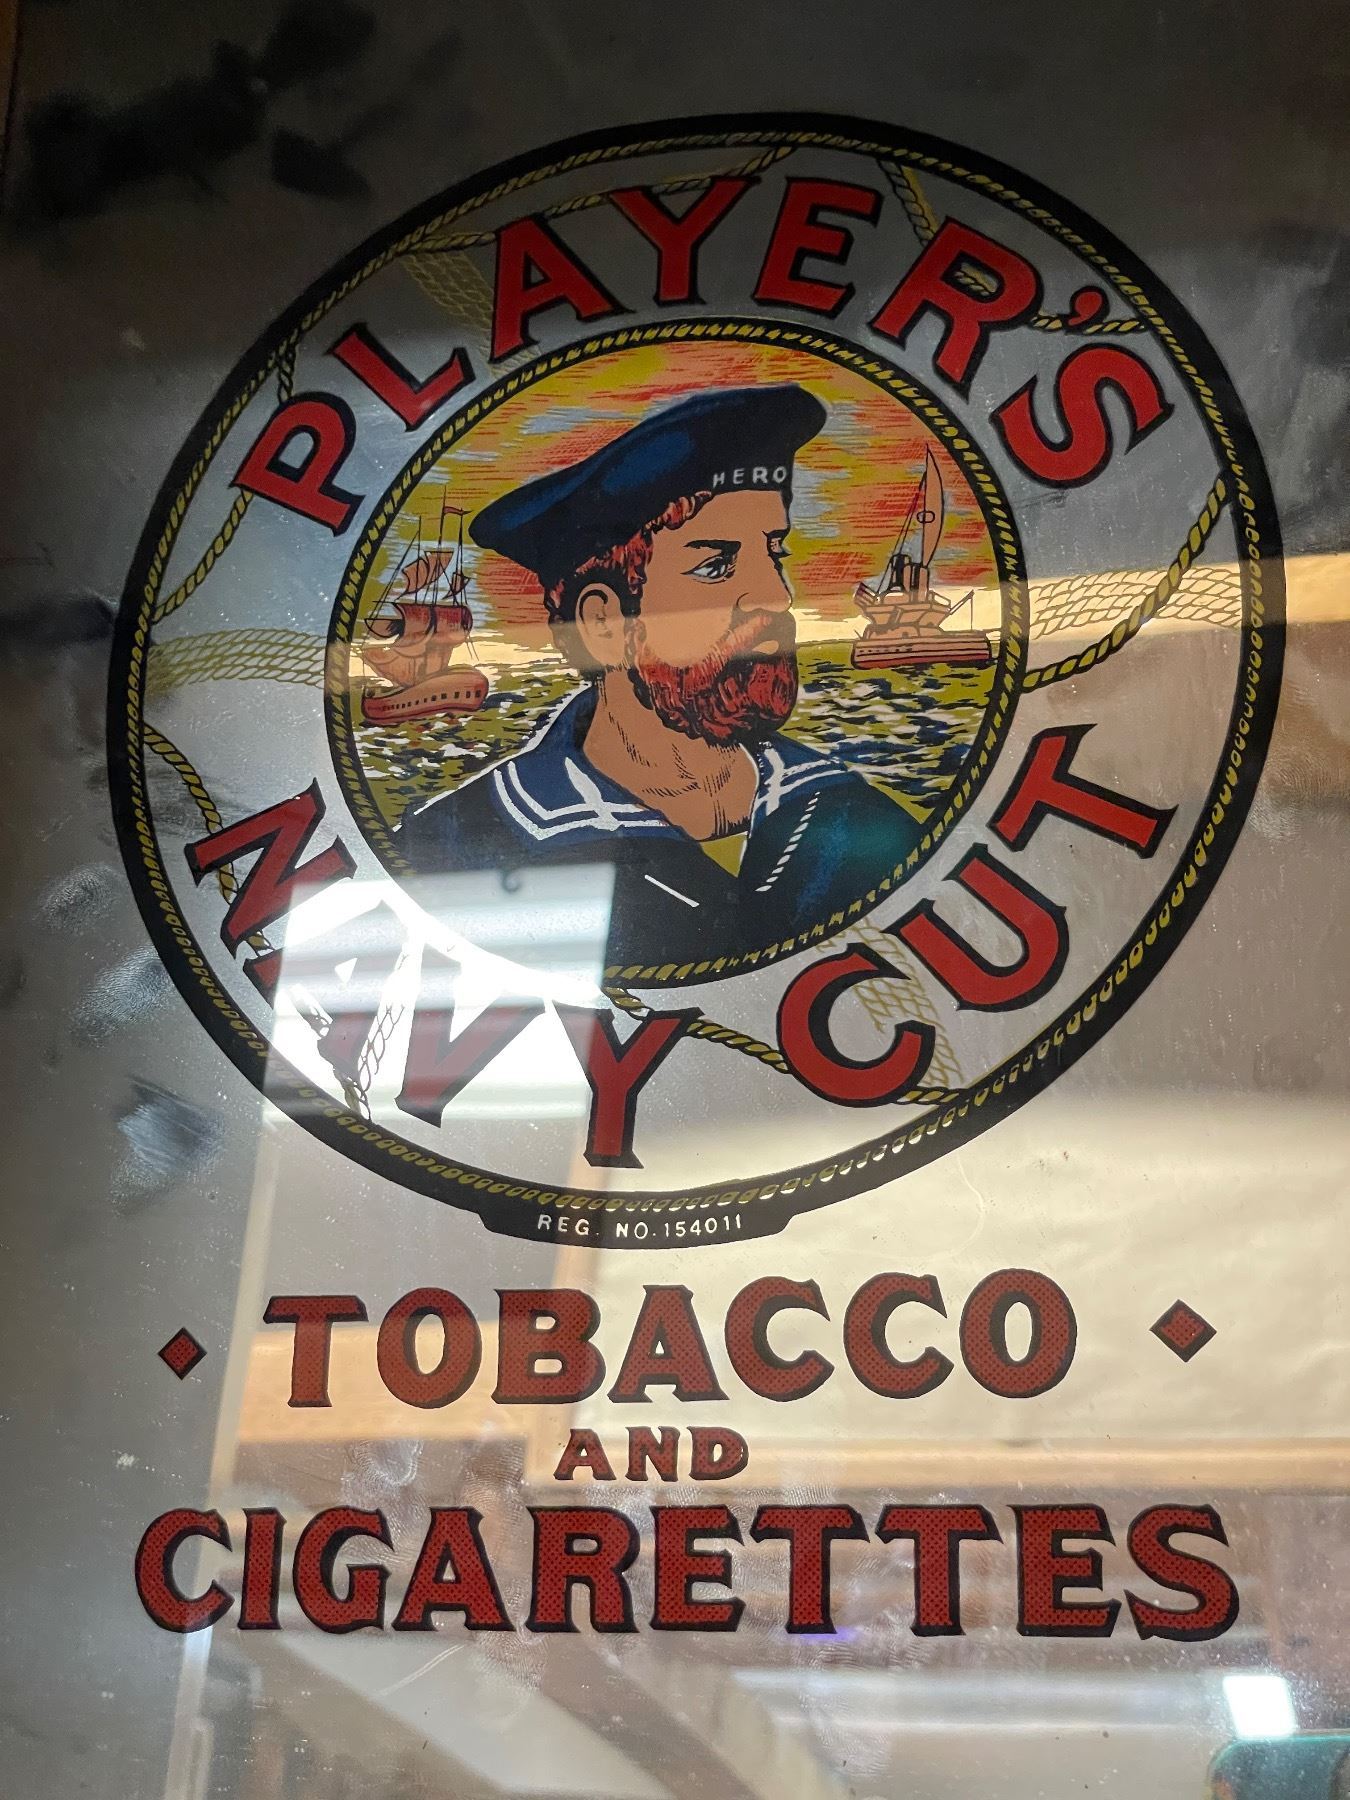 PLAYER'S
HERO
NAVY CUT
REG. NO. 154011
TOBACCO
AND
CIGARETTES